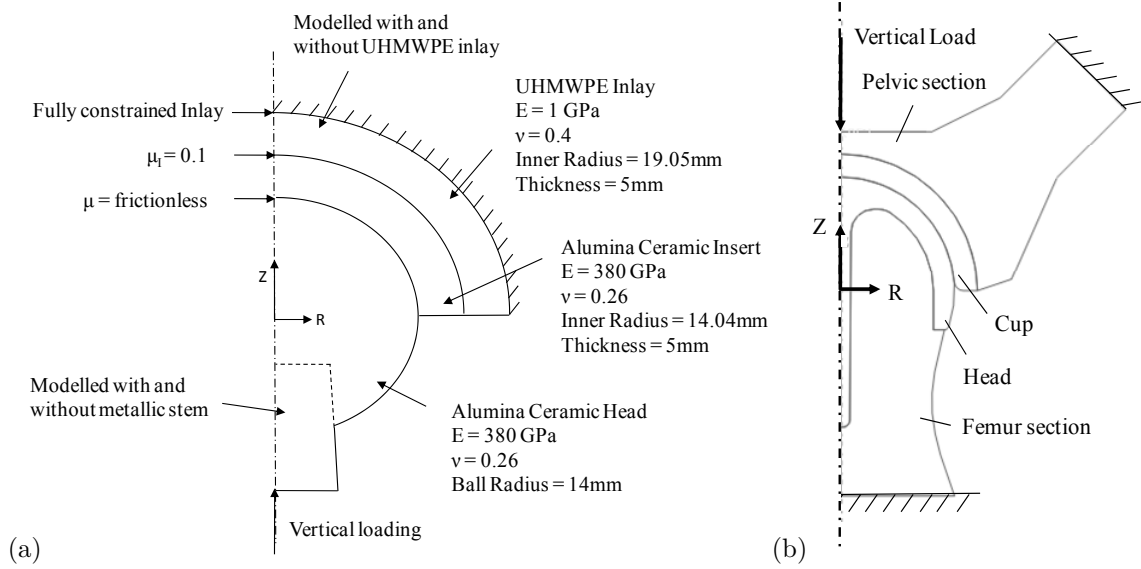 Modelled with and
without UHMWPE inlay
Fully constrained Inlay
UHMWPE Inlay
E = 1 GPa
ν = 0.4
Inner Radius = 19.05mm
Thickness = 5mm
μI = 0.1
μ = frictionless
Z
R
Alumina Ceramic Insert
E = 380 GPa
ν = 0.26
Inner Radius = 14.04mm
Thickness = 5mm
Modelled with and
without metallic stem
Alumina Ceramic Head
E = 380 GPa
ν = 0.26
Ball Radius = 14mm
Vertical loading
(a)
Vertical Load
Pelvic section
Z
R
Cup
Head
Femur section
(b)